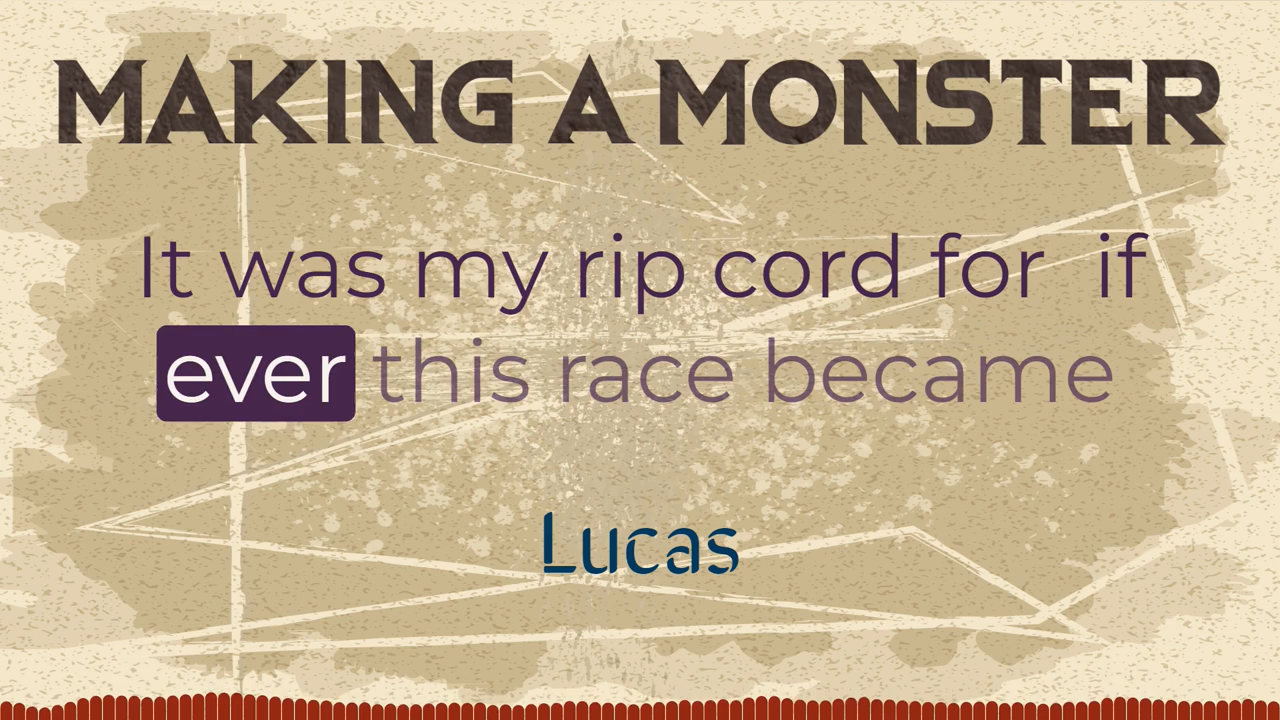 MAKING A MONSTER
It was my rip cord for if
ever this race became
Lucas